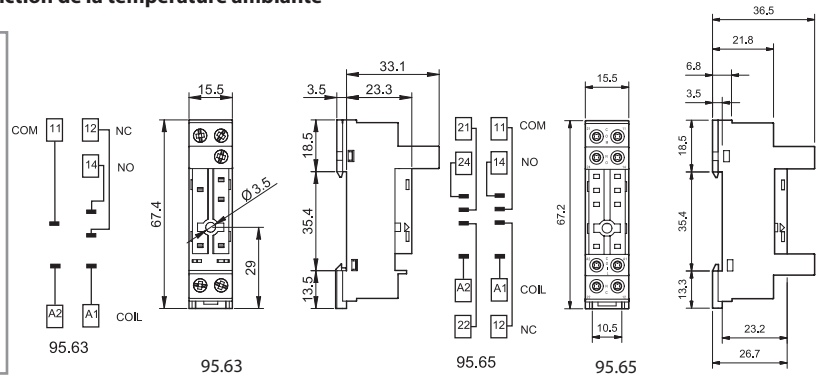 nction de la température ambiante
COM 11 12 NC
14 NO
A2 A1 COIL
95.63
15.5
67.4
Ø 3.5
29
95.63
33.1
3.5 23.3
18.5
35.4
13.5
21 11 COM
24 14 NO
A2 A1 COIL
22 12 NC
95.65
15.5
67.2
10.5
95.65
36.5
21.8
6.8
3.5
18.5
35.4
13.3
23.2
26.7